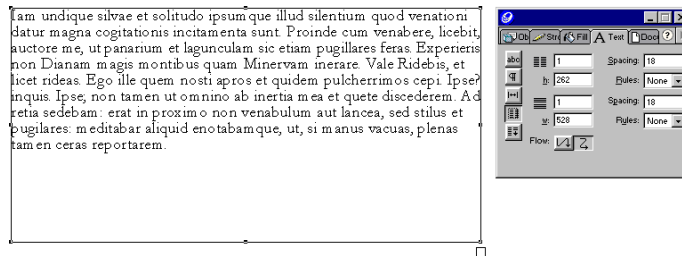 Iam undique silvae et solitudo ipsumque illud silentium quod venationi
datur magna cogitationis incitamenta sunt. Proinde cum venabere, licebit,
auctore me, ut panarium et lagunculam sic etiam pugillares feras. Experieris
non Dianam magis montibus quam Minervam inerare. Vale Ridebis, et
licet rideas. Ego ille quem nosti apros et quidem pulcherrimos cepi. Ipse?
inquis. Ipse; non tamen ut omnino ab inertia mea et quete discederem. Ad
retia sedebam: erat in proximo non venabulum aut lancea, sed stilus et
pugilares: meditabar aliquid enotabamque, ut, si manus vacuas, plenas
tamen ceras reportarem.
Ob Stro Fill A Text Doc ?
abc 1 Spacing: 18
¶ h: 262 Rules: None
1 Spacing: 18
v: 528 Rules: None
Flow: